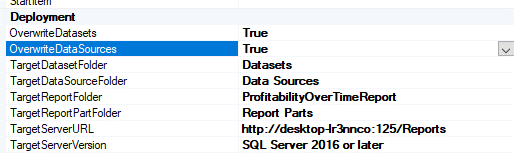 StartItem
Deployment
OverwriteDatasets True
OverwriteDataSources True
TargetDatasetFolder Datasets
TargetDataSourceFolder Data Sources
TargetReportFolder ProfitabilityOverTimeReport
TargetReportPartFolder Report Parts
TargetServerURL http://desktop-lr3nnco:125/Reports
TargetServerVersion SQL Server 2016 or later